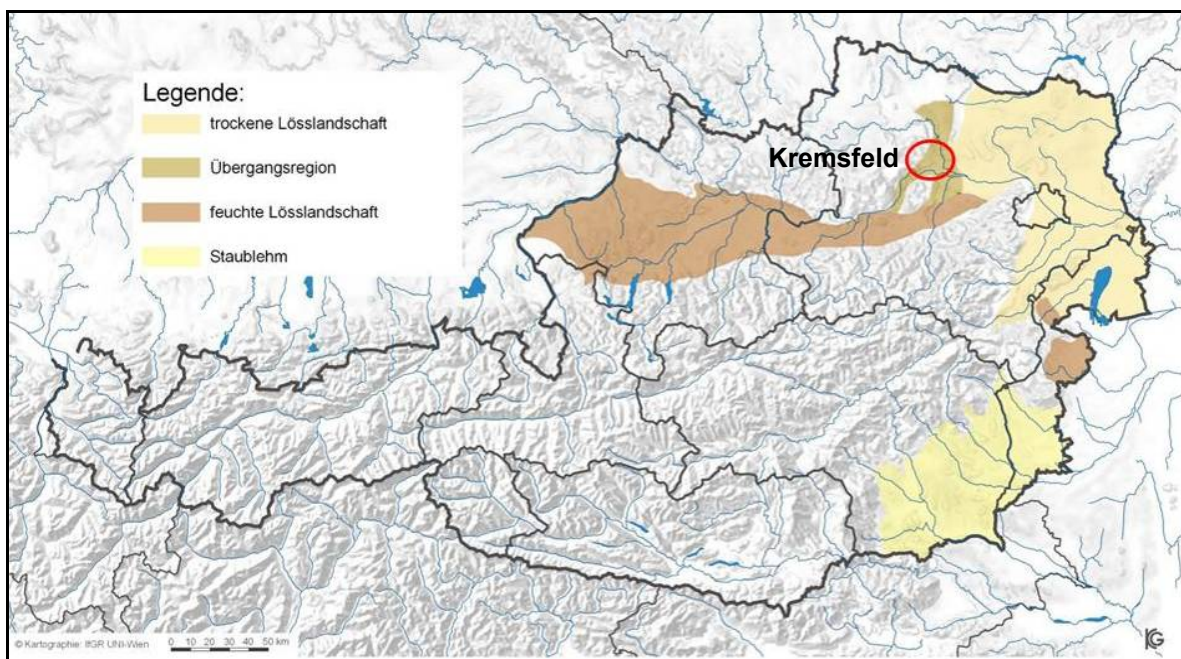 Legende:
trockene Lösslandschaft
Übergangsregion
feuchte Lösslandschaft
Staublehm
Kremsfeld
© Kartographie: IfGR UNI-Wien
0 10 20 30 40 50 km